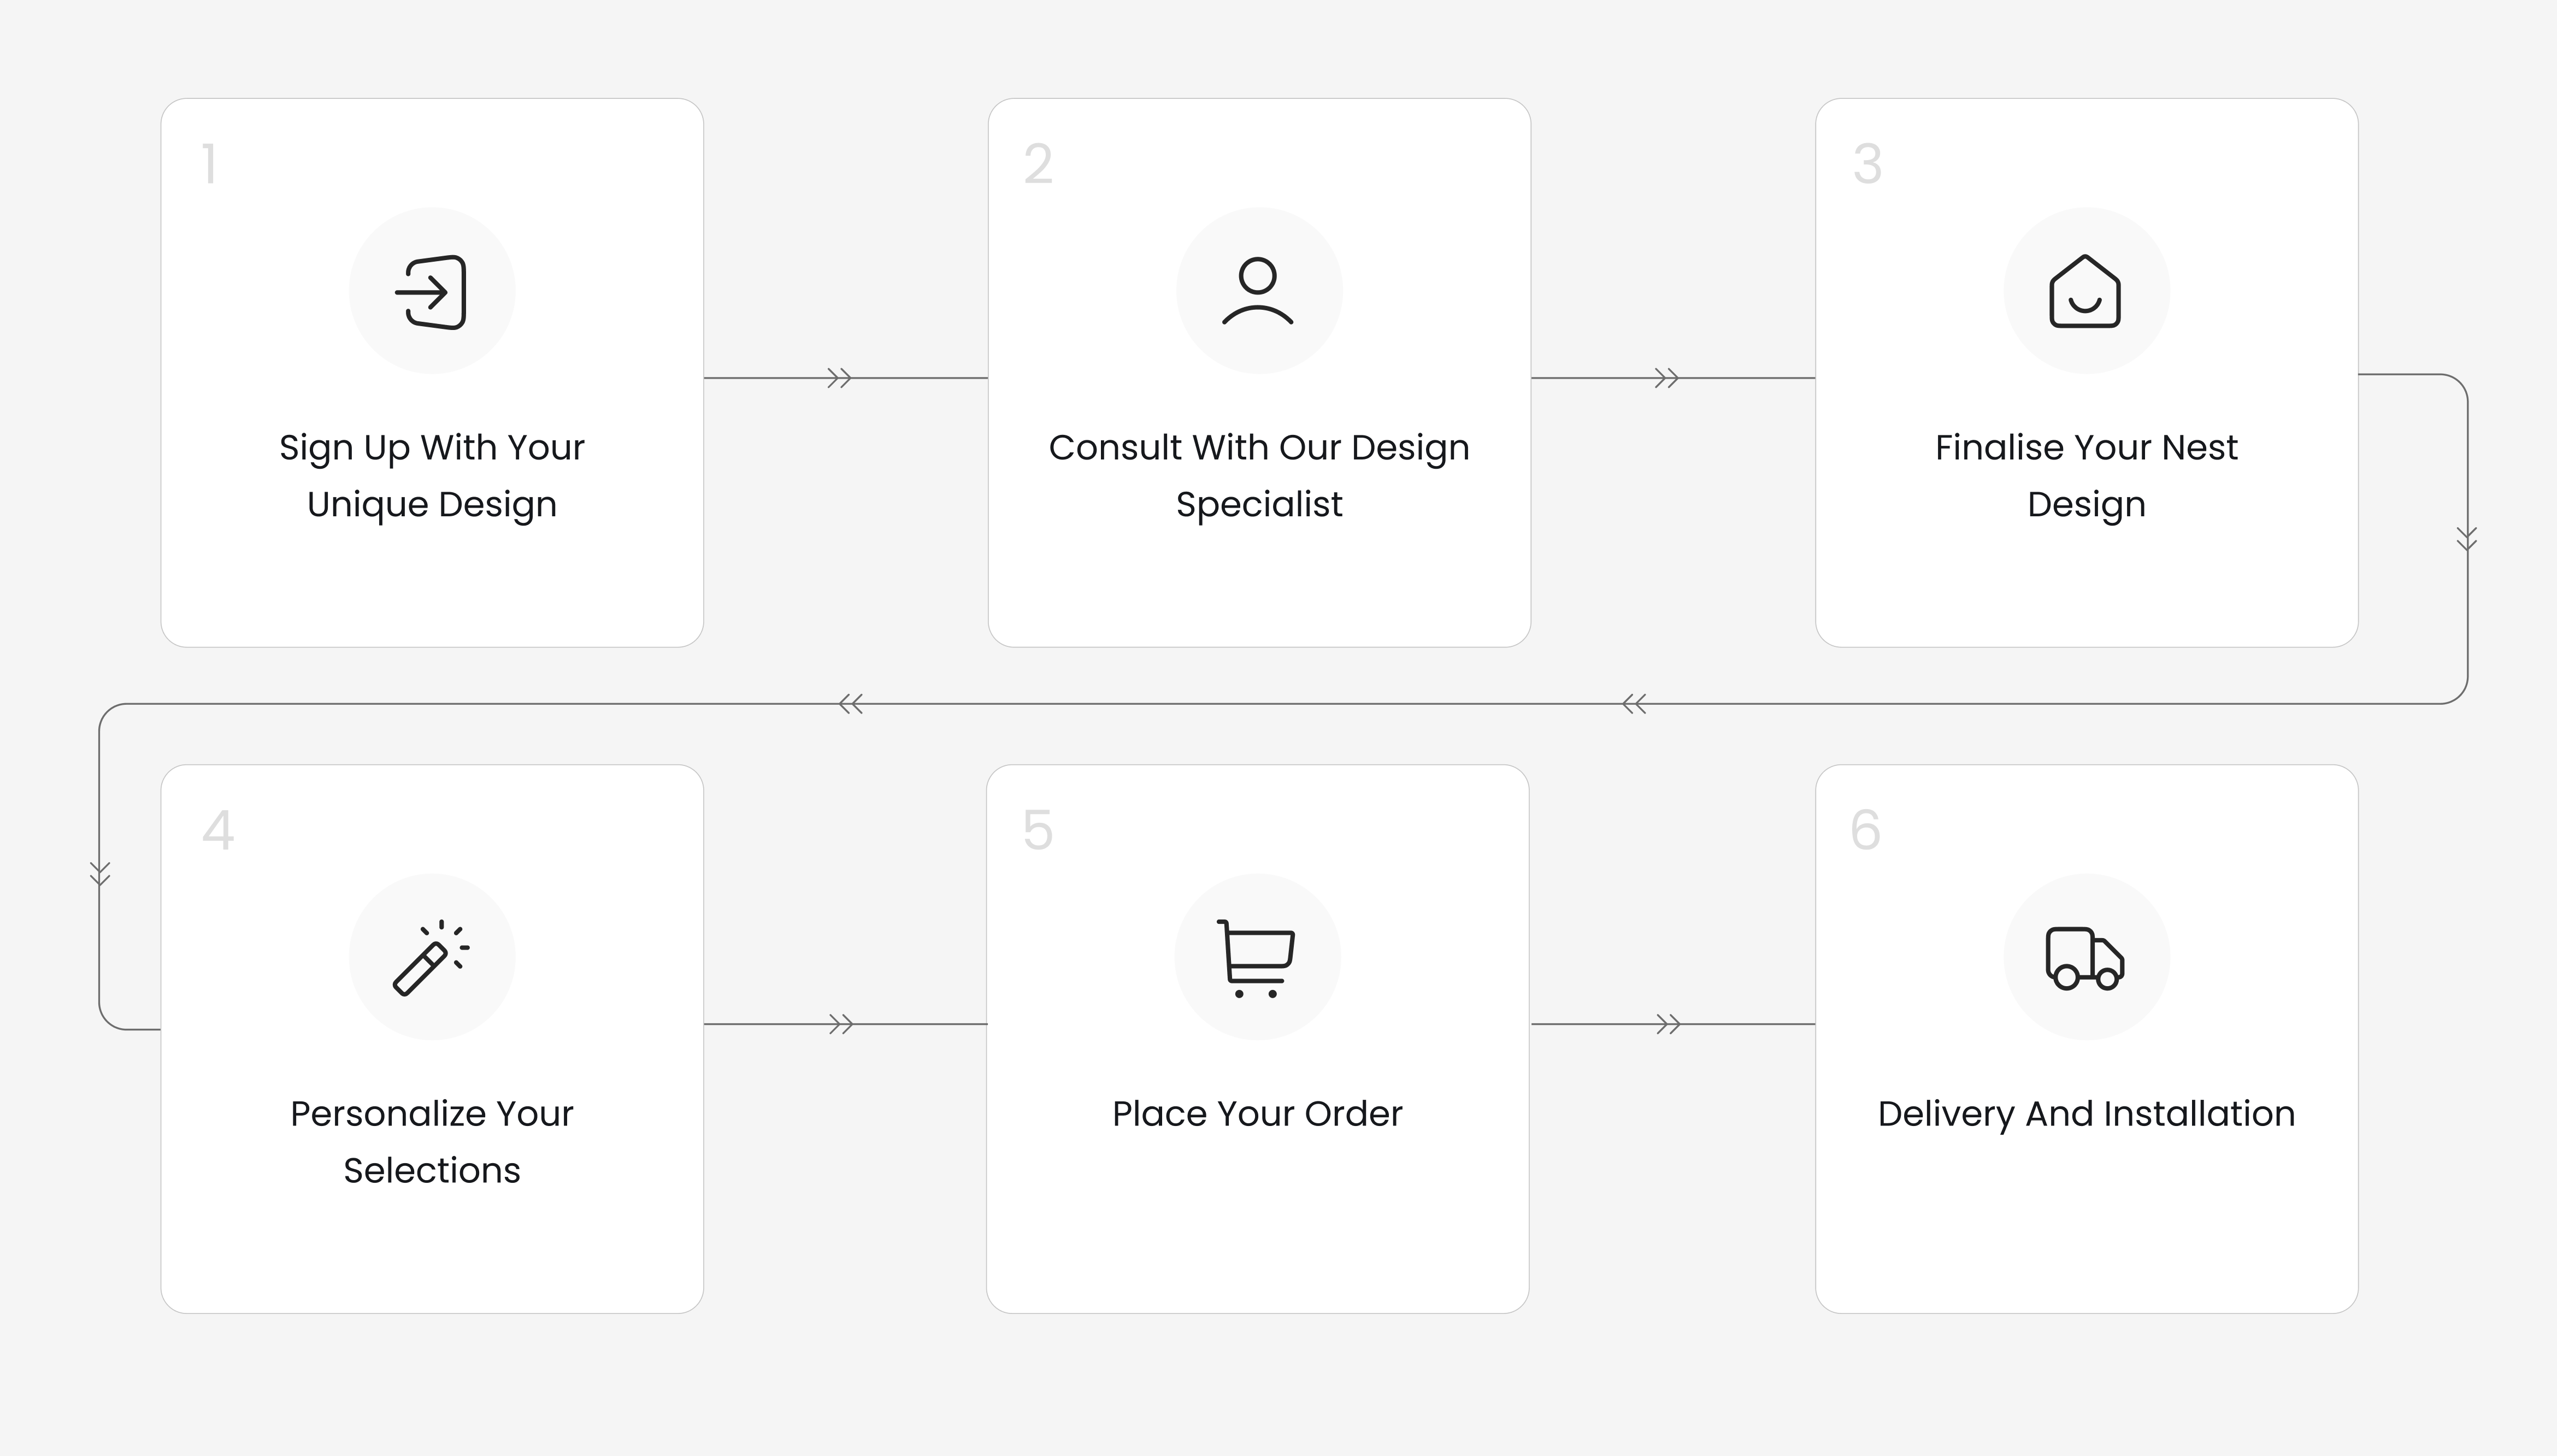 1
Sign Up With Your
Unique Design
2
Consult With Our Design
Specialist
3
Finalise Your Nest
Design
4
Personalize Your
Selections
5
Place Your Order
6
Delivery And Installation